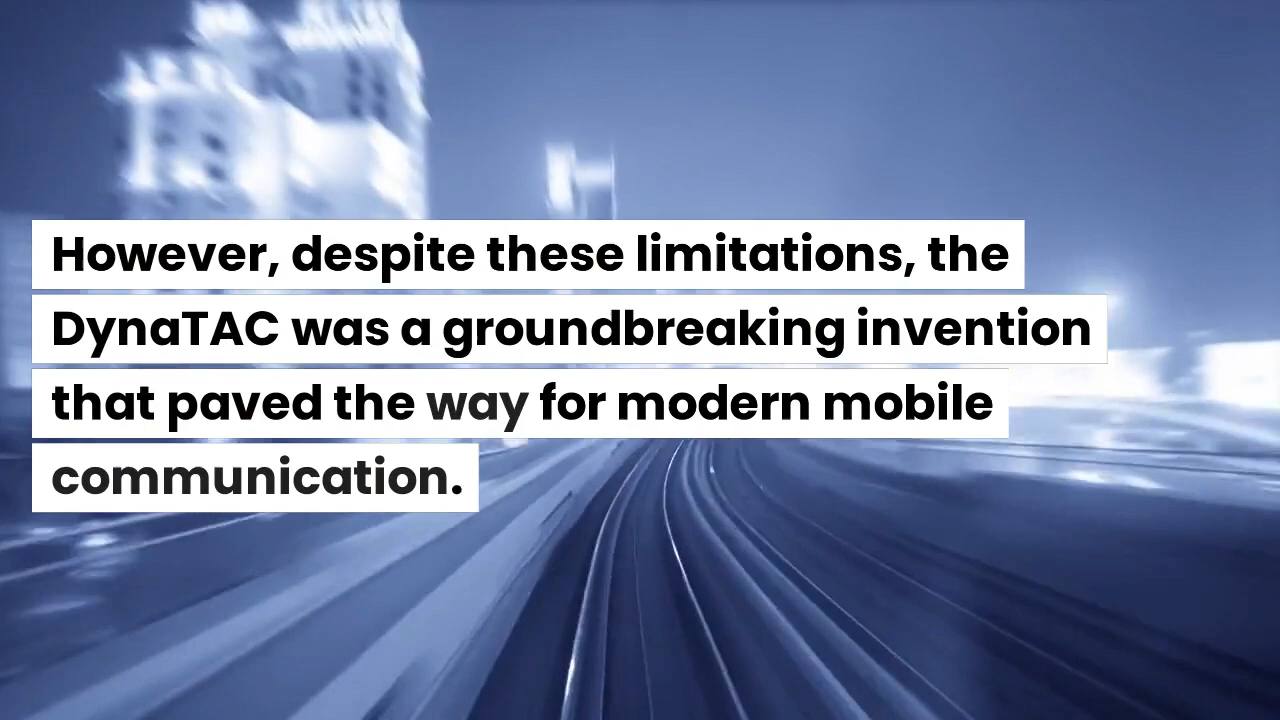 However, despite these limitations, the
DynaTAC was a groundbreaking invention
that paved the way for modern mobile
communication.